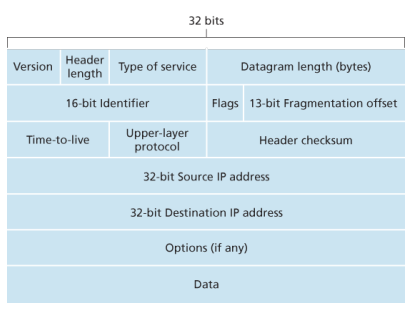 32 bits
Version
Header
length
Type of service
Datagram length (bytes)
16-bit Identifier
Flags
13-bit Fragmentation offset
Time-to-live
Upper-layer
protocol
Header checksum
32-bit Source IP address
32-bit Destination IP address
Options (if any)
Data